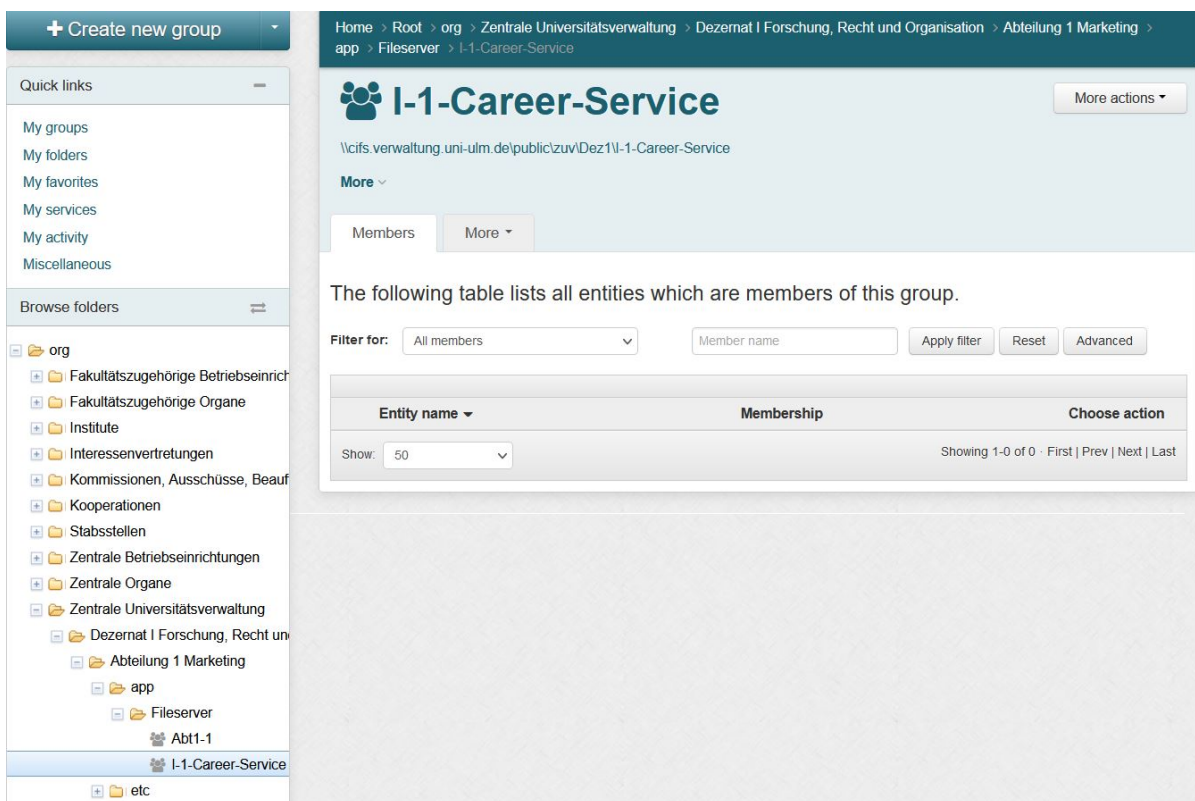 + Create new group
Quick links
My groups
My folders
My favorites
My services
My activity
Miscellaneous
Browse folders
org
Fakultätszugehörige Betriebseinrich
Fakultätszugehörige Organe
Institute
Interessenvertretungen
Kommissionen, Ausschüsse, Beauf
Kooperationen
Stabsstellen
Zentrale Betriebseinrichtungen
Zentrale Organe
Zentrale Universitätsverwaltung
Dezernat I Forschung, Recht un
Abteilung 1 Marketing
app
Fileserver
Abt1-1
I-1-Career-Service
etc
Home > Root > org > Zentrale Universitätsverwaltung > Dezernat I Forschung, Recht und Organisation > Abteilung 1 Marketing >
app > Fileserver > I-1-Career-Service
I-1-Career-Service
More actions
\\cifs.verwaltung.uni-ulm.de\public\zuv\Dez1\I-1-Career-Service
More
Members More
The following table lists all entities which are members of this group.
Filter for: All members Member name Apply filter Reset Advanced
Entity name Membership Choose action
Show: 50 Showing 1-0 of 0 · First | Prev | Next | Last